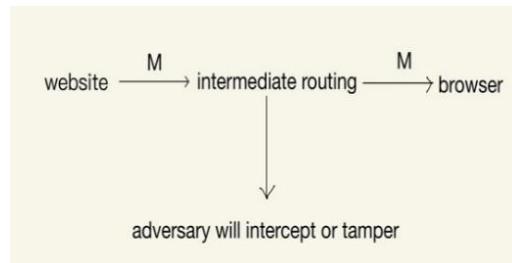 M
M
website
intermediate routing
browser
adversary will intercept or tamper